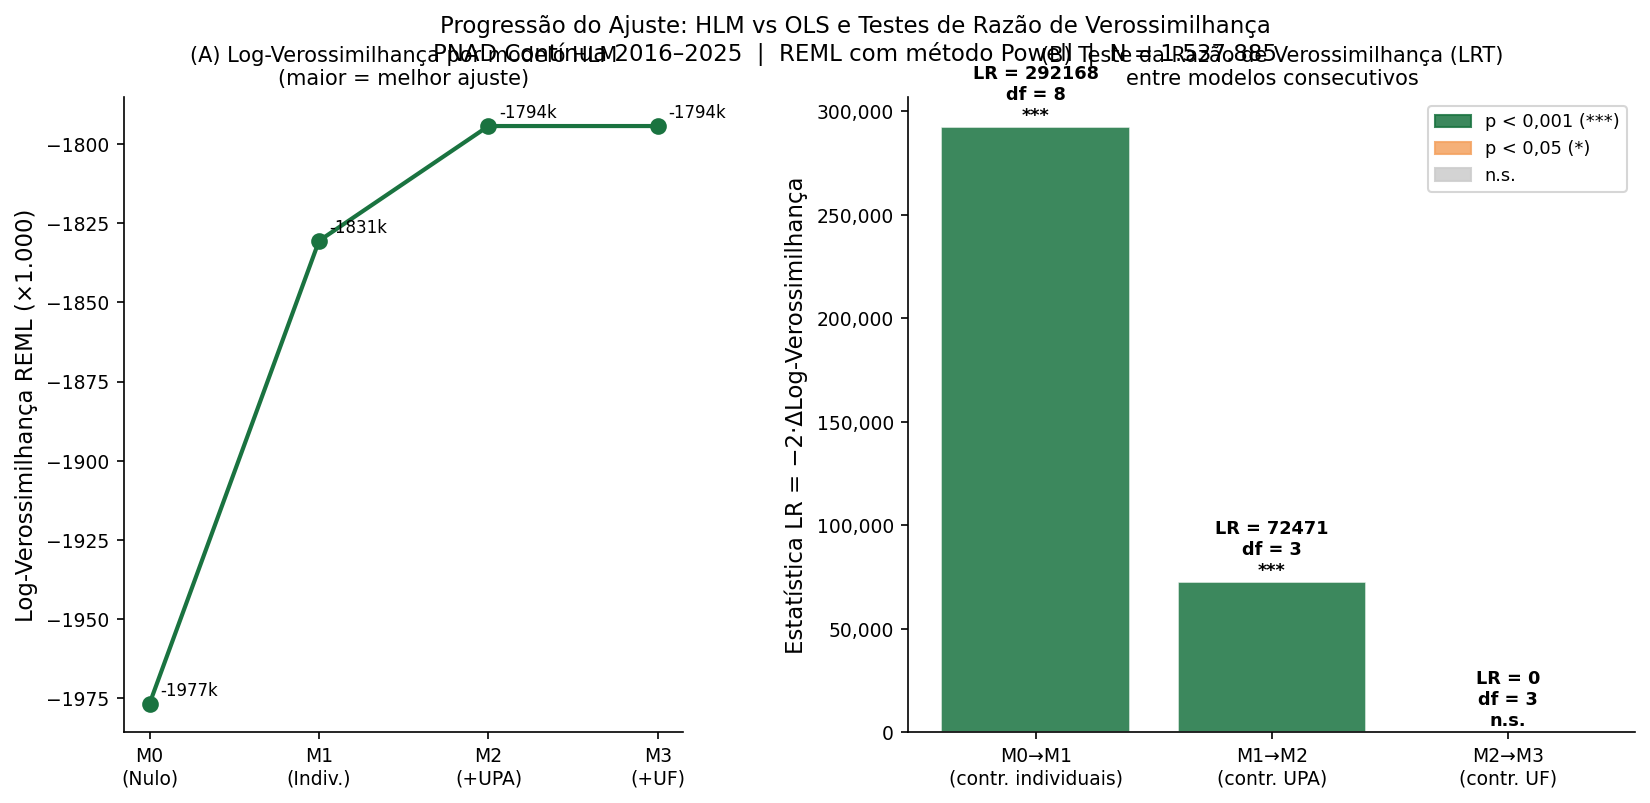 Progressão do Ajuste: HLM vs OLS e Testes de Razão de Verossimilhança
PNAD Contínua 2016–2025 | REML com método Powell | N = 1.537.885
(A) Log-Verossimilhança por modelo HLM
(maior = melhor ajuste)
Log-Verossimilhança REML (×1.000)
−1800
−1825
−1850
−1875
−1900
−1925
−1950
−1975
-1977k
-1831k
-1794k
-1794k
M0
(Nulo)
M1
(Indiv.)
M2
(+UPA)
M3
(+UF)
(B) Teste da Razão de Verossimilhança (LRT)
entre modelos consecutivos
Estatística LR = −2·ΔLog-Verossimilhança
300,000
250,000
200,000
150,000
100,000
50,000
0
LR = 292168
df = 8
***
LR = 72471
df = 3
***
LR = 0
df = 3
n.s.
p < 0,001 (***)
p < 0,05 (*)
n.s.
M0→M1
(contr. individuais)
M1→M2
(contr. UPA)
M2→M3
(contr. UF)